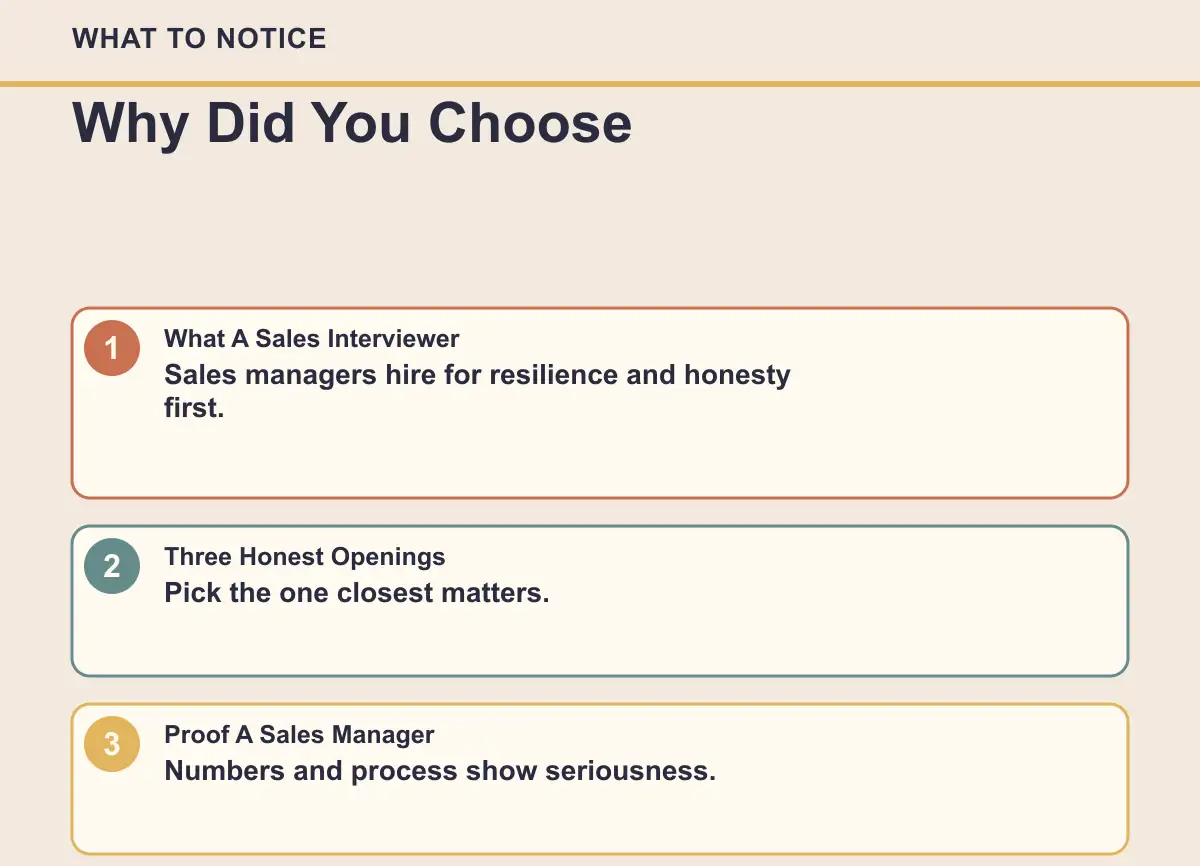 WHAT TO NOTICE
Why Did You Choose
1
What A Sales Interviewer
Sales managers hire for resilience and honesty
first.
2
Three Honest Openings
Pick the one closest matters.
3
Proof A Sales Manager
Numbers and process show seriousness.